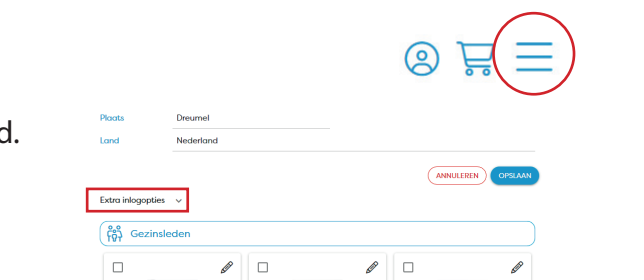 Plaats Dreumel
d.
Land Nederland
ANNULEREN OPSLAAN
Extra inlogopties
Gezinsleden